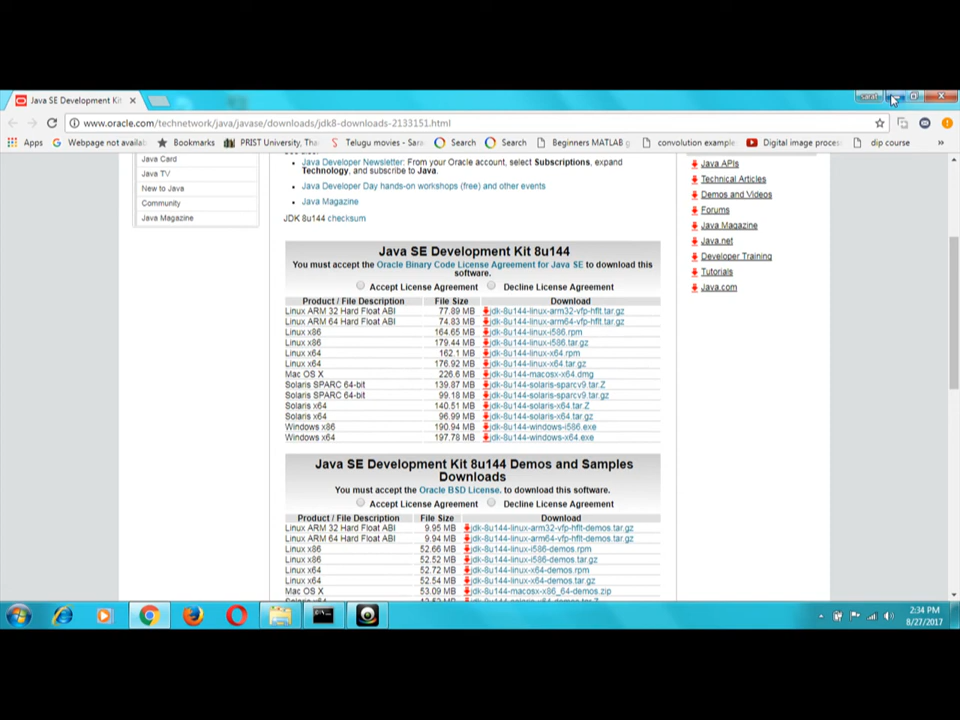 Java SE Development Kit
sarat
www.oracle.com/technetwork/java/javase/downloads/jdk8-downloads-2133151.html
Apps Webpage not availa Bookmarks PRIST University, Tha Telugu movies - Sara Search Search Beginners MATLAB g convolution example Digital image proces dip course »
Java Card
Java TV
New to Java
Community
Java Magazine
Java Developer Newsletter: From your Oracle account, select Subscriptions, expand
Technology, and subscribe to Java.
Java Developer Day hands-on workshops (free) and other events
Java Magazine
JDK 8u144 checksum
Java SE Development Kit 8u144
You must accept the Oracle Binary Code License Agreement for Java SE to download this
software.
Accept License Agreement Decline License Agreement
Product / File Description File Size Download
Linux ARM 32 Hard Float ABI 77.89 MB jdk-8u144-linux-arm32-vfp-hflt.tar.gz
Linux ARM 64 Hard Float ABI 74.83 MB jdk-8u144-linux-arm64-vfp-hflt.tar.gz
Linux x86 164.65 MB jdk-8u144-linux-i586.rpm
Linux x86 179.44 MB jdk-8u144-linux-i586.tar.gz
Linux x64 162.1 MB jdk-8u144-linux-x64.rpm
Linux x64 176.92 MB jdk-8u144-linux-x64.tar.gz
Mac OS X 226.6 MB jdk-8u144-macosx-x64.dmg
Solaris SPARC 64-bit 139.87 MB jdk-8u144-solaris-sparcv9.tar.Z
Solaris SPARC 64-bit 99.18 MB jdk-8u144-solaris-sparcv9.tar.gz
Solaris x64 140.51 MB jdk-8u144-solaris-x64.tar.Z
Solaris x64 96.99 MB jdk-8u144-solaris-x64.tar.gz
Windows x86 190.94 MB jdk-8u144-windows-i586.exe
Windows x64 197.78 MB jdk-8u144-windows-x64.exe
Java SE Development Kit 8u144 Demos and Samples
Downloads
You must accept the Oracle BSD License. to download this software.
Accept License Agreement Decline License Agreement
Product / File Description File Size Download
Linux ARM 32 Hard Float ABI 9.95 MB jdk-8u144-linux-arm32-vfp-hflt-demos.tar.gz
Linux ARM 64 Hard Float ABI 9.94 MB jdk-8u144-linux-arm64-vfp-hflt-demos.tar.gz
Linux x86 52.66 MB jdk-8u144-linux-i586-demos.rpm
Linux x86 52.52 MB jdk-8u144-linux-i586-demos.tar.gz
Linux x64 52.72 MB jdk-8u144-linux-x64-demos.rpm
Linux x64 52.54 MB jdk-8u144-linux-x64-demos.tar.gz
Mac OS X 53.09 MB jdk-8u144-macosx-x86_64-demos.zip
Java APIs
Technical Articles
Demos and Videos
Forums
Java Magazine
Java.net
Developer Training
Tutorials
Java.com
2:34 PM
8/27/2017